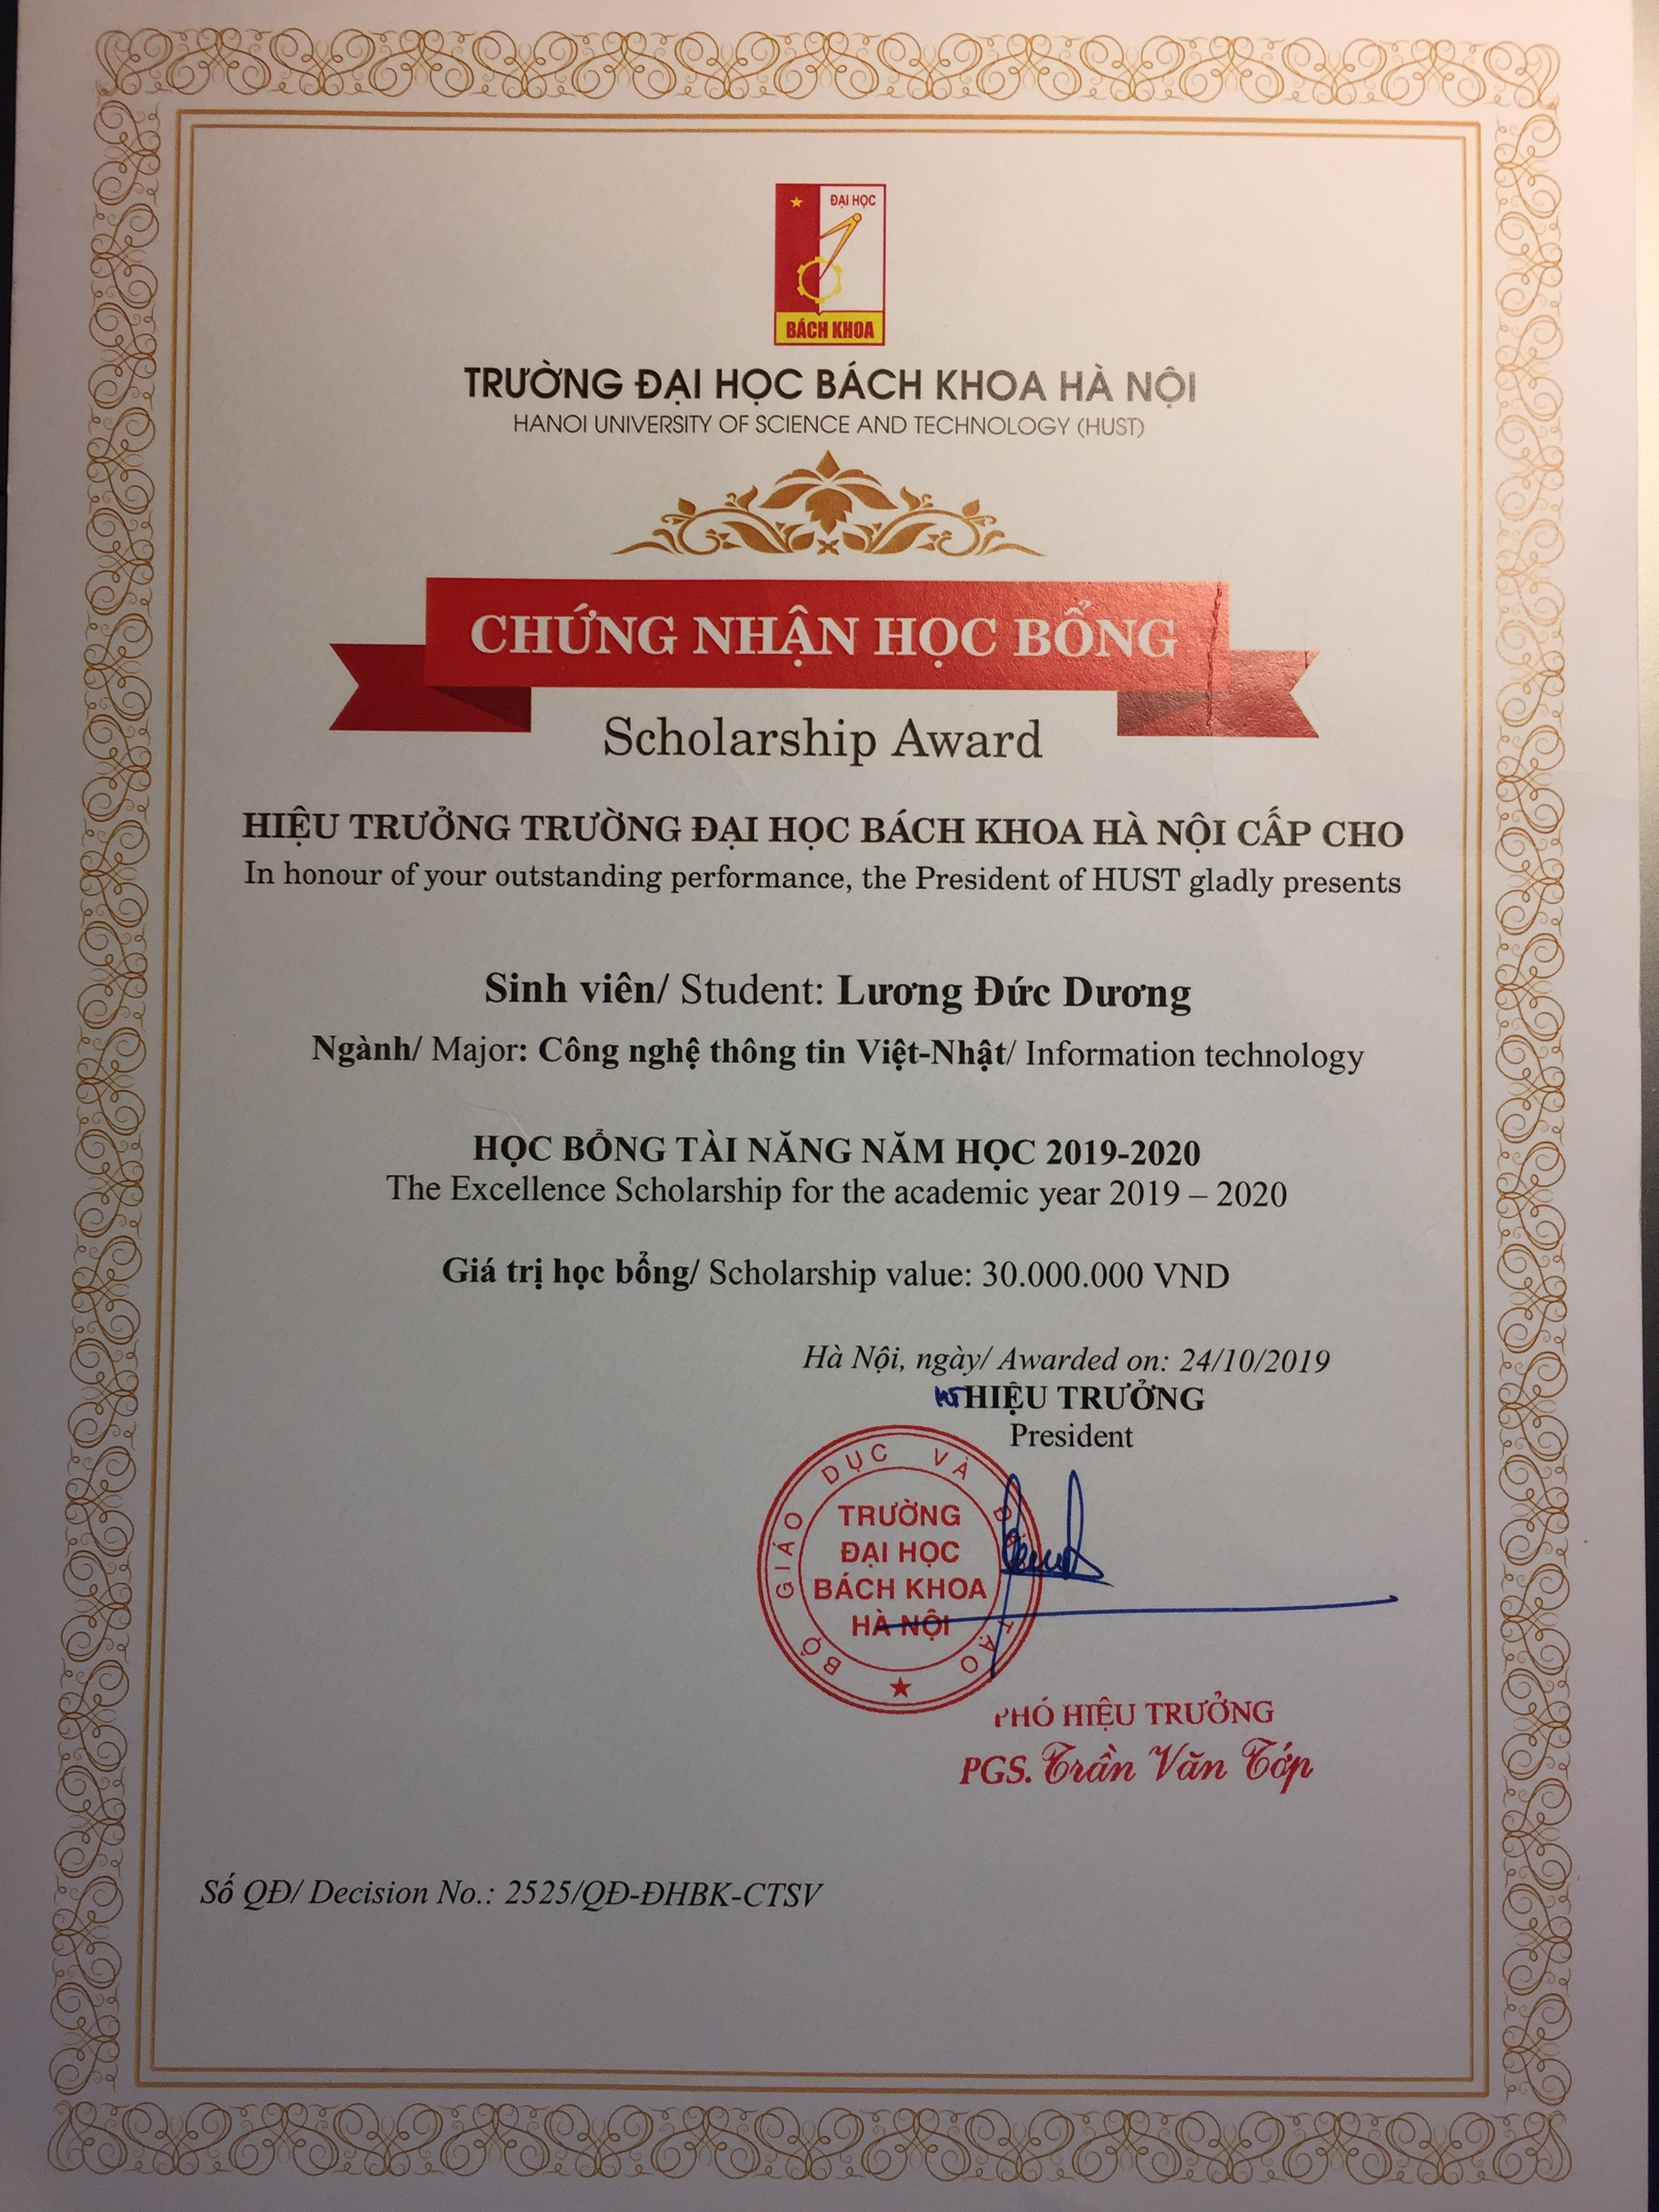 ĐẠI HỌC
BÁCH KHOA
TRƯỜNG ĐẠI HỌC BÁCH KHOA HÀ NỘI
HANOI UNIVERSITY OF SCIENCE AND TECHNOLOGY (HUST)
CHỨNG NHẬN HỌC BỔNG
Scholarship Award
HIỆU TRƯỞNG TRƯỜNG ĐẠI HỌC BÁCH KHOA HÀ NỘI CẤP CHO
In honour of your outstanding performance, the President of HUST gladly presents
Sinh viên/ Student: Lương Đức Dương
Ngành/ Major: Công nghệ thông tin Việt-Nhật/ Information technology
HỌC BỔNG TÀI NĂNG NĂM HỌC 2019-2020
The Excellence Scholarship for the academic year 2019 – 2020
Giá trị học bổng/ Scholarship value: 30.000.000 VND
Hà Nội, ngày/ Awarded on: 24/10/2019
HIỆU TRƯỞNG
President
BỘ GIÁO DỤC VÀ ĐÀO TẠO
TRƯỜNG
ĐẠI HỌC
BÁCH KHOA
HÀ NỘI
PHÓ HIỆU TRƯỞNG
PGS. Trần Văn Tớp
Số QĐ/ Decision No.: 2525/QĐ-ĐHBK-CTSV